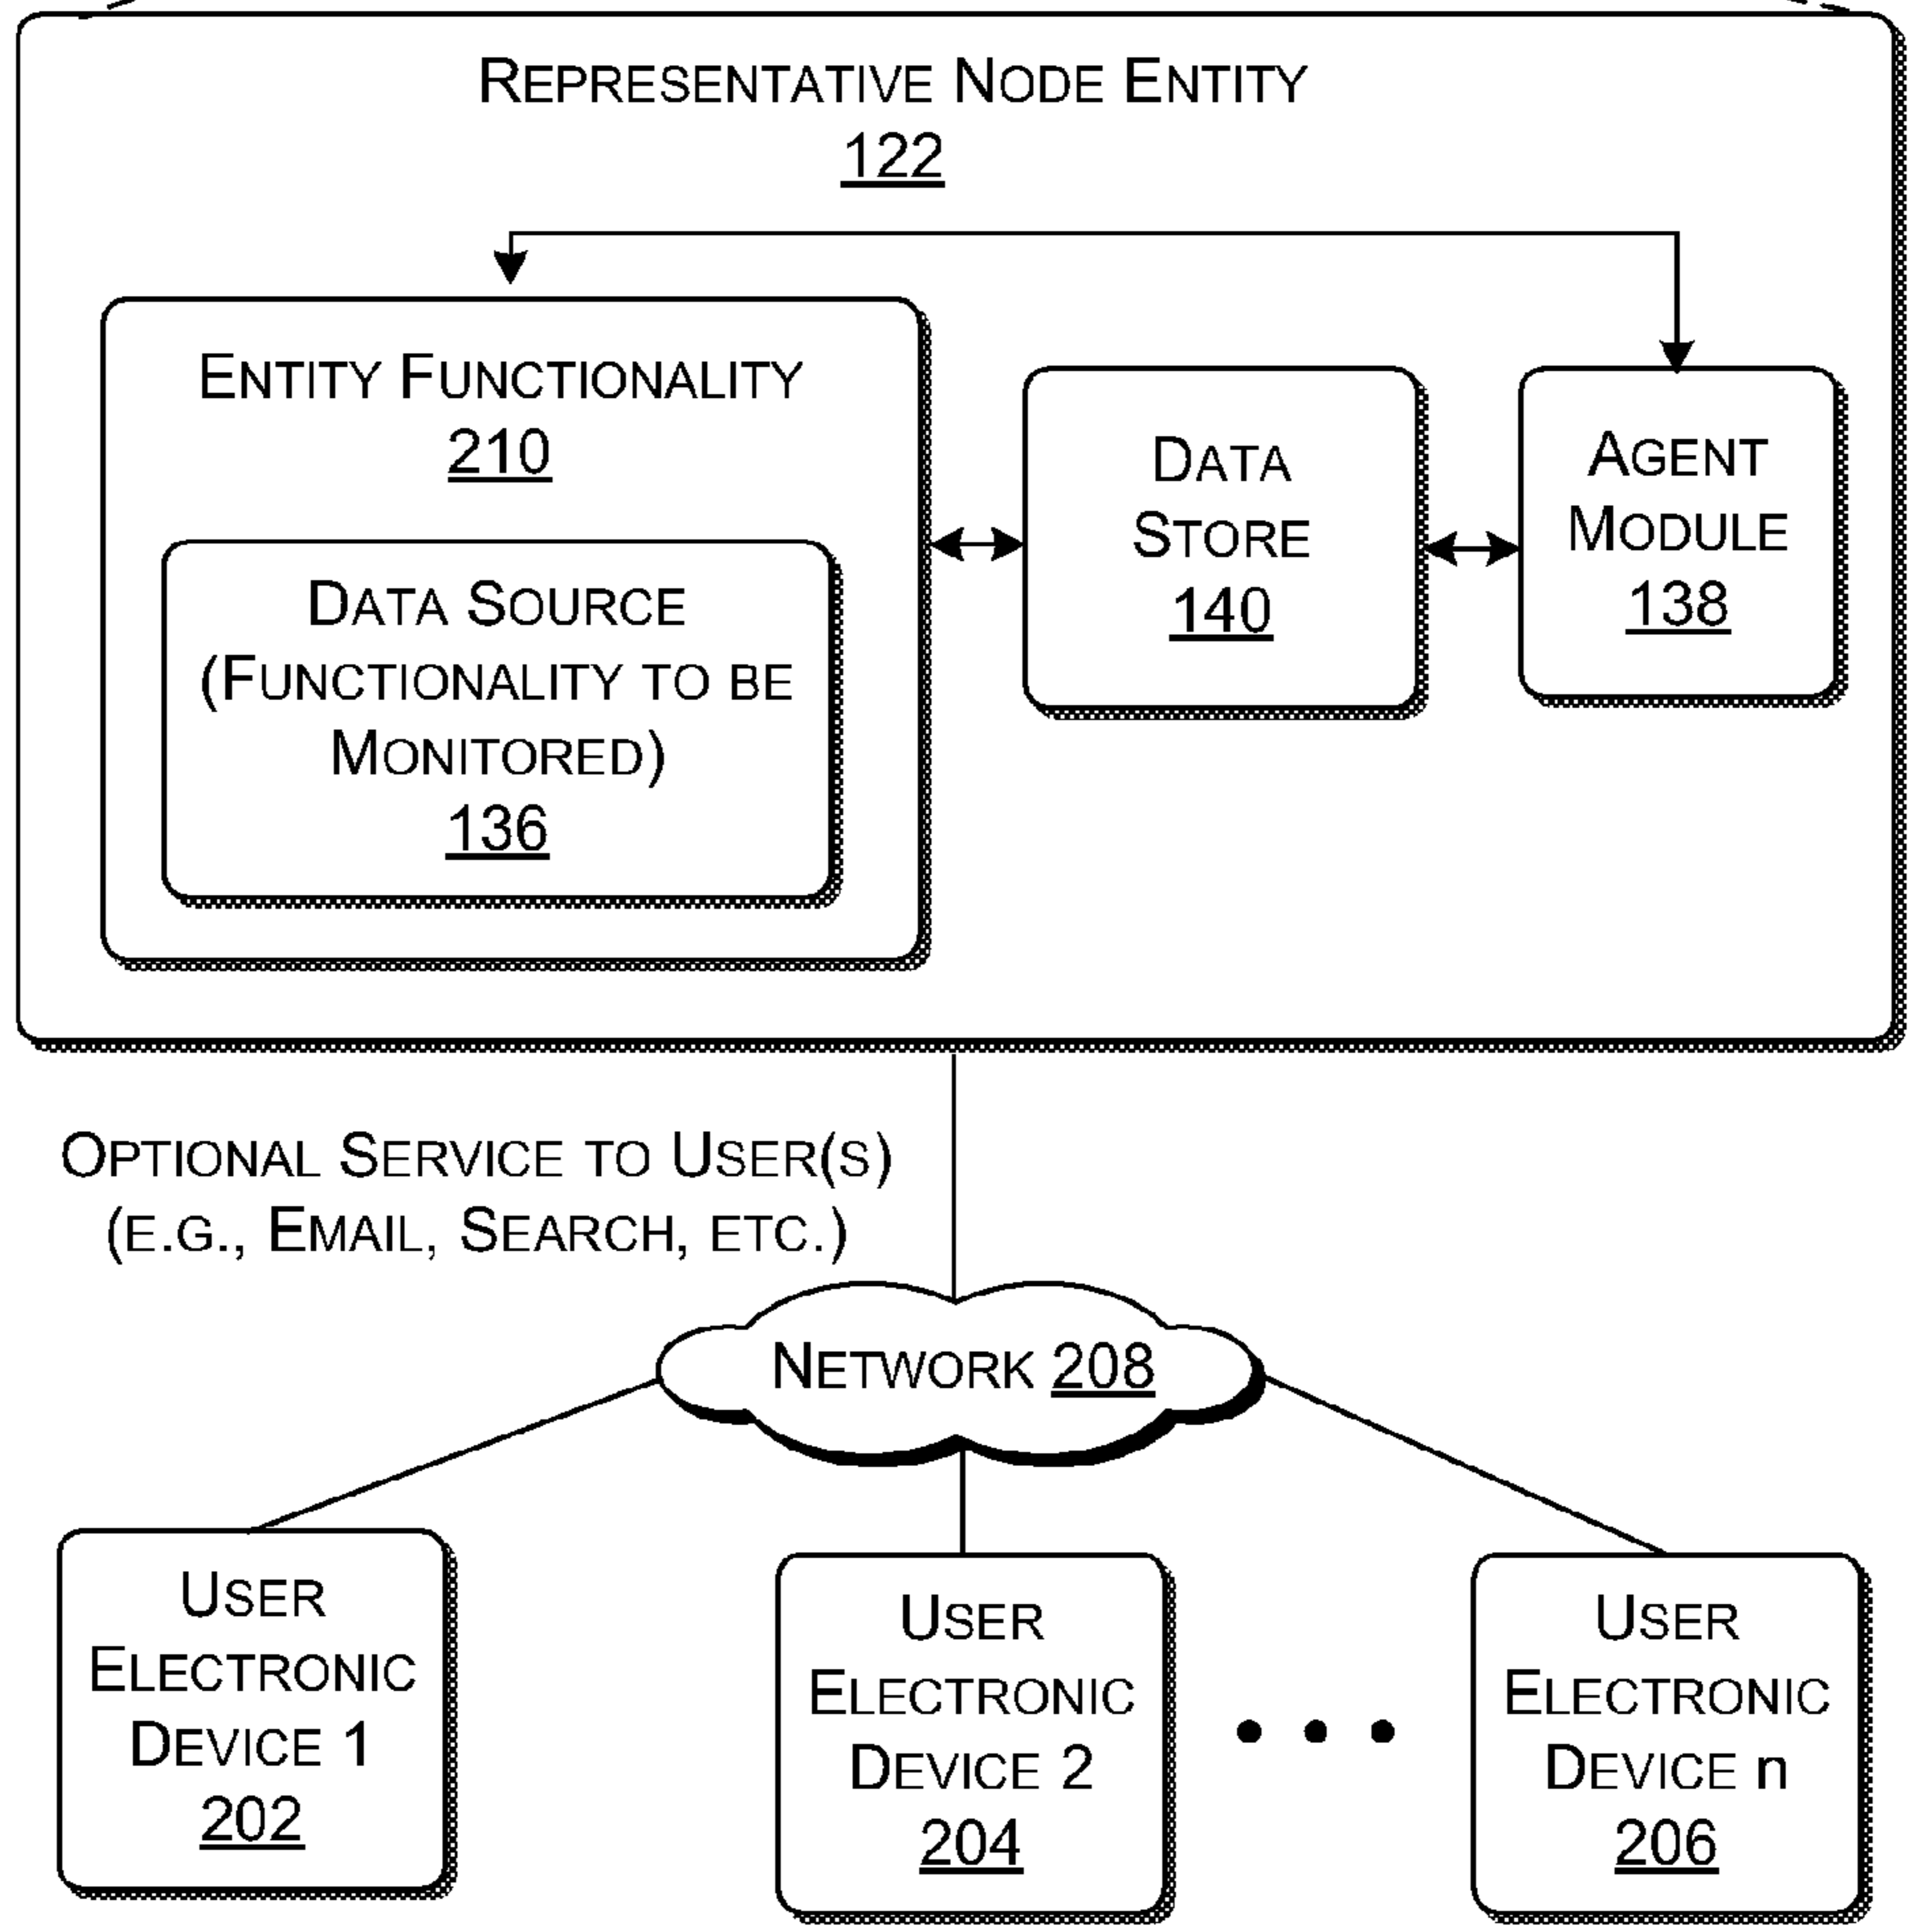 REPRESENTATIVE NODE ENTITY
122
ENTITY FUNCTIONALITY
210
DATA SOURCE
(FUNCTIONALITY TO BE
MONITORED)
136
DATA
STORE
140
AGENT
MODULE
138
OPTIONAL SERVICE TO USER(S)
(E.G., EMAIL, SEARCH, ETC.)
NETWORK 208
USER
ELECTRONIC
DEVICE 1
202
USER
ELECTRONIC
DEVICE 2
204
USER
ELECTRONIC
DEVICE n
206